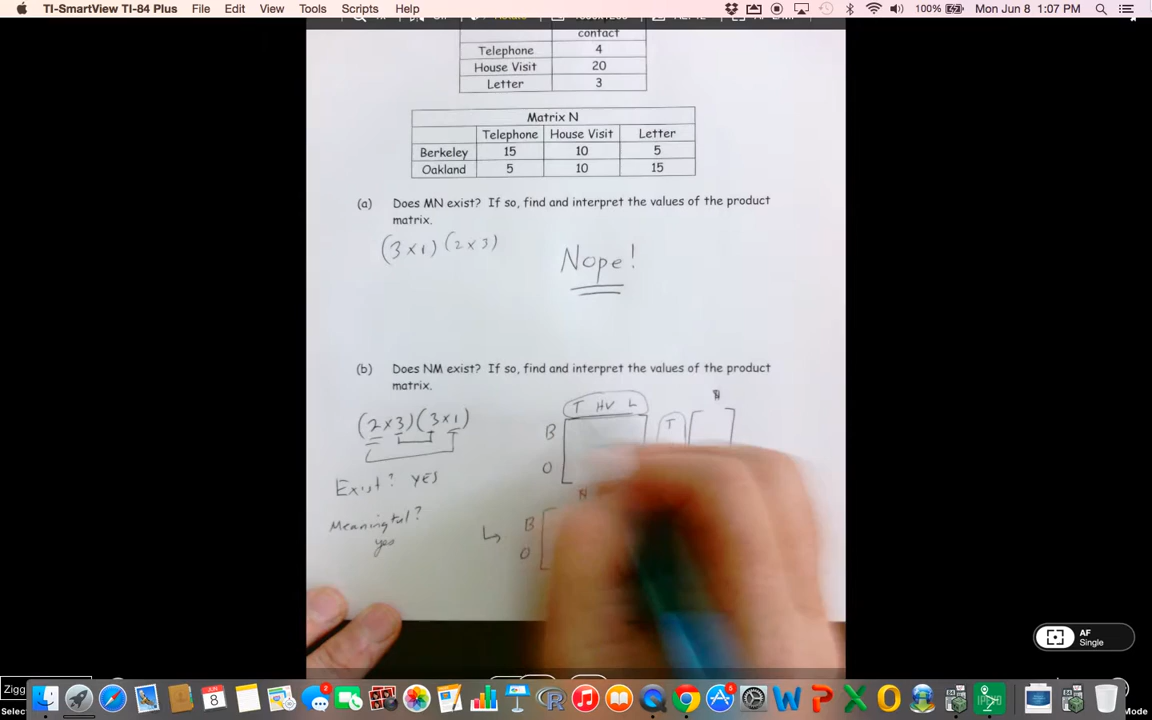 TI-SmartView TI-84 Plus File Edit View Tools Scripts Help 100% Mon Jun 8 1:07 PM
contact
Telephone 4
House Visit 20
Letter 3
Matrix N
Telephone House Visit Letter
Berkeley 15 10 5
Oakland 5 10 15
(a) Does MN exist? If so, find and interpret the values of the product
matrix.
(3 x 1) (2 x 3)
Nope!
(b) Does NM exist? If so, find and interpret the values of the product
matrix.
(2 x 3)(3 x 1)
Exist? YES
Meaningful?
yes
T HV L
B
O
T
B
O
AF
Single
Zigg
Selec
Mode